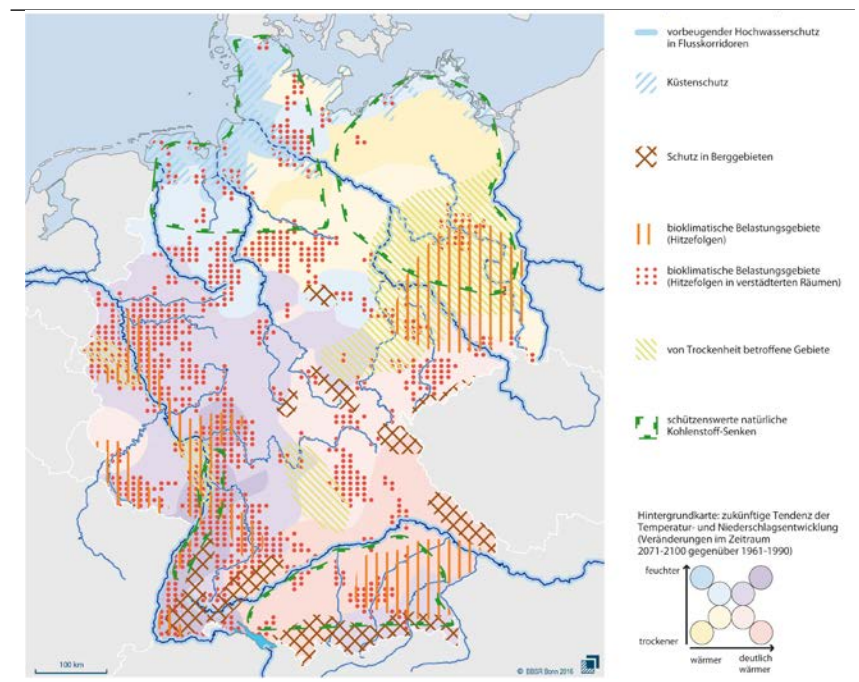 vorbeugender Hochwasserschutz
in Flusskorridoren
Küstenschutz
Schutz in Berggebieten
bioklimatische Belastungsgebiete
(Hitzefolgen)
bioklimatische Belastungsgebiete
(Hitzefolgen in verstädterten Räumen)
von Trockenheit betroffene Gebiete
schützenswerte natürliche
Kohlenstoff-Senken
Hintergrundkarte: zukünftige Tendenz der
Temperatur- und Niederschlagsentwicklung
(Veränderungen im Zeitraum
2071-2100 gegenüber 1961-1990)
feuchter
trockener
wärmer
deutlich
wärmer
100 km
© BBSR Bonn 2016